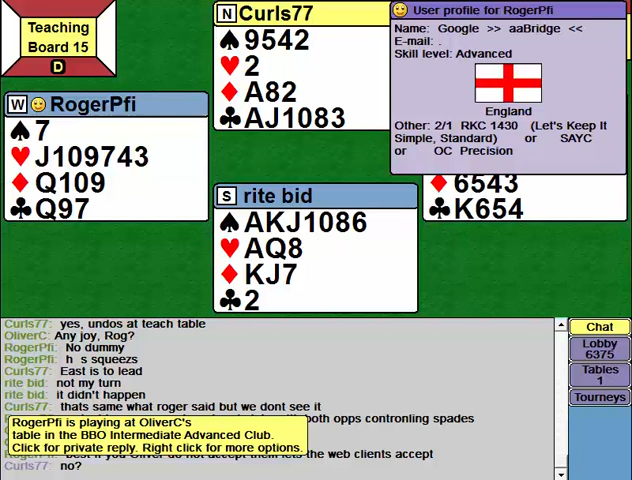 Teaching
Board 15
D
N Curls77
♠9542
♥2
♦A82
♣AJ1083
User profile for RogerPfi
Name: Google >> aaBridge <<
E-mail: .
Skill level: Advanced
England
Other: 2/1 RKC 1430 (Let's Keep It
Simple, Standard) or SAYC
or OC Precision
W RogerPfi
♠7
♥J109743
♦Q109
♣Q97
♦6543
♣K654
S rite bid
♠AKJ1086
♥AQ8
♦KJ7
♣2
Curls77: yes, undos at teach table
OliverC: Any joy, Rog?
RogerPfi: No dummy
RogerPfi: h s squeezs
Curls77: East is to lead
rite bid: not my turn
rite bid: it didn't happen
Curls77: thats same what roger said but we dont see it
both opps contronling spades
RogerPfi is playing at OliverC's
table in the BBO Intermediate Advanced Club.
Click for private reply. Right click for more options.
RogerPfi: best if you Oliver do not accept them lets the web clients accept
Curls77: no?
Chat
Lobby
6375
Tables
1
Tourneys